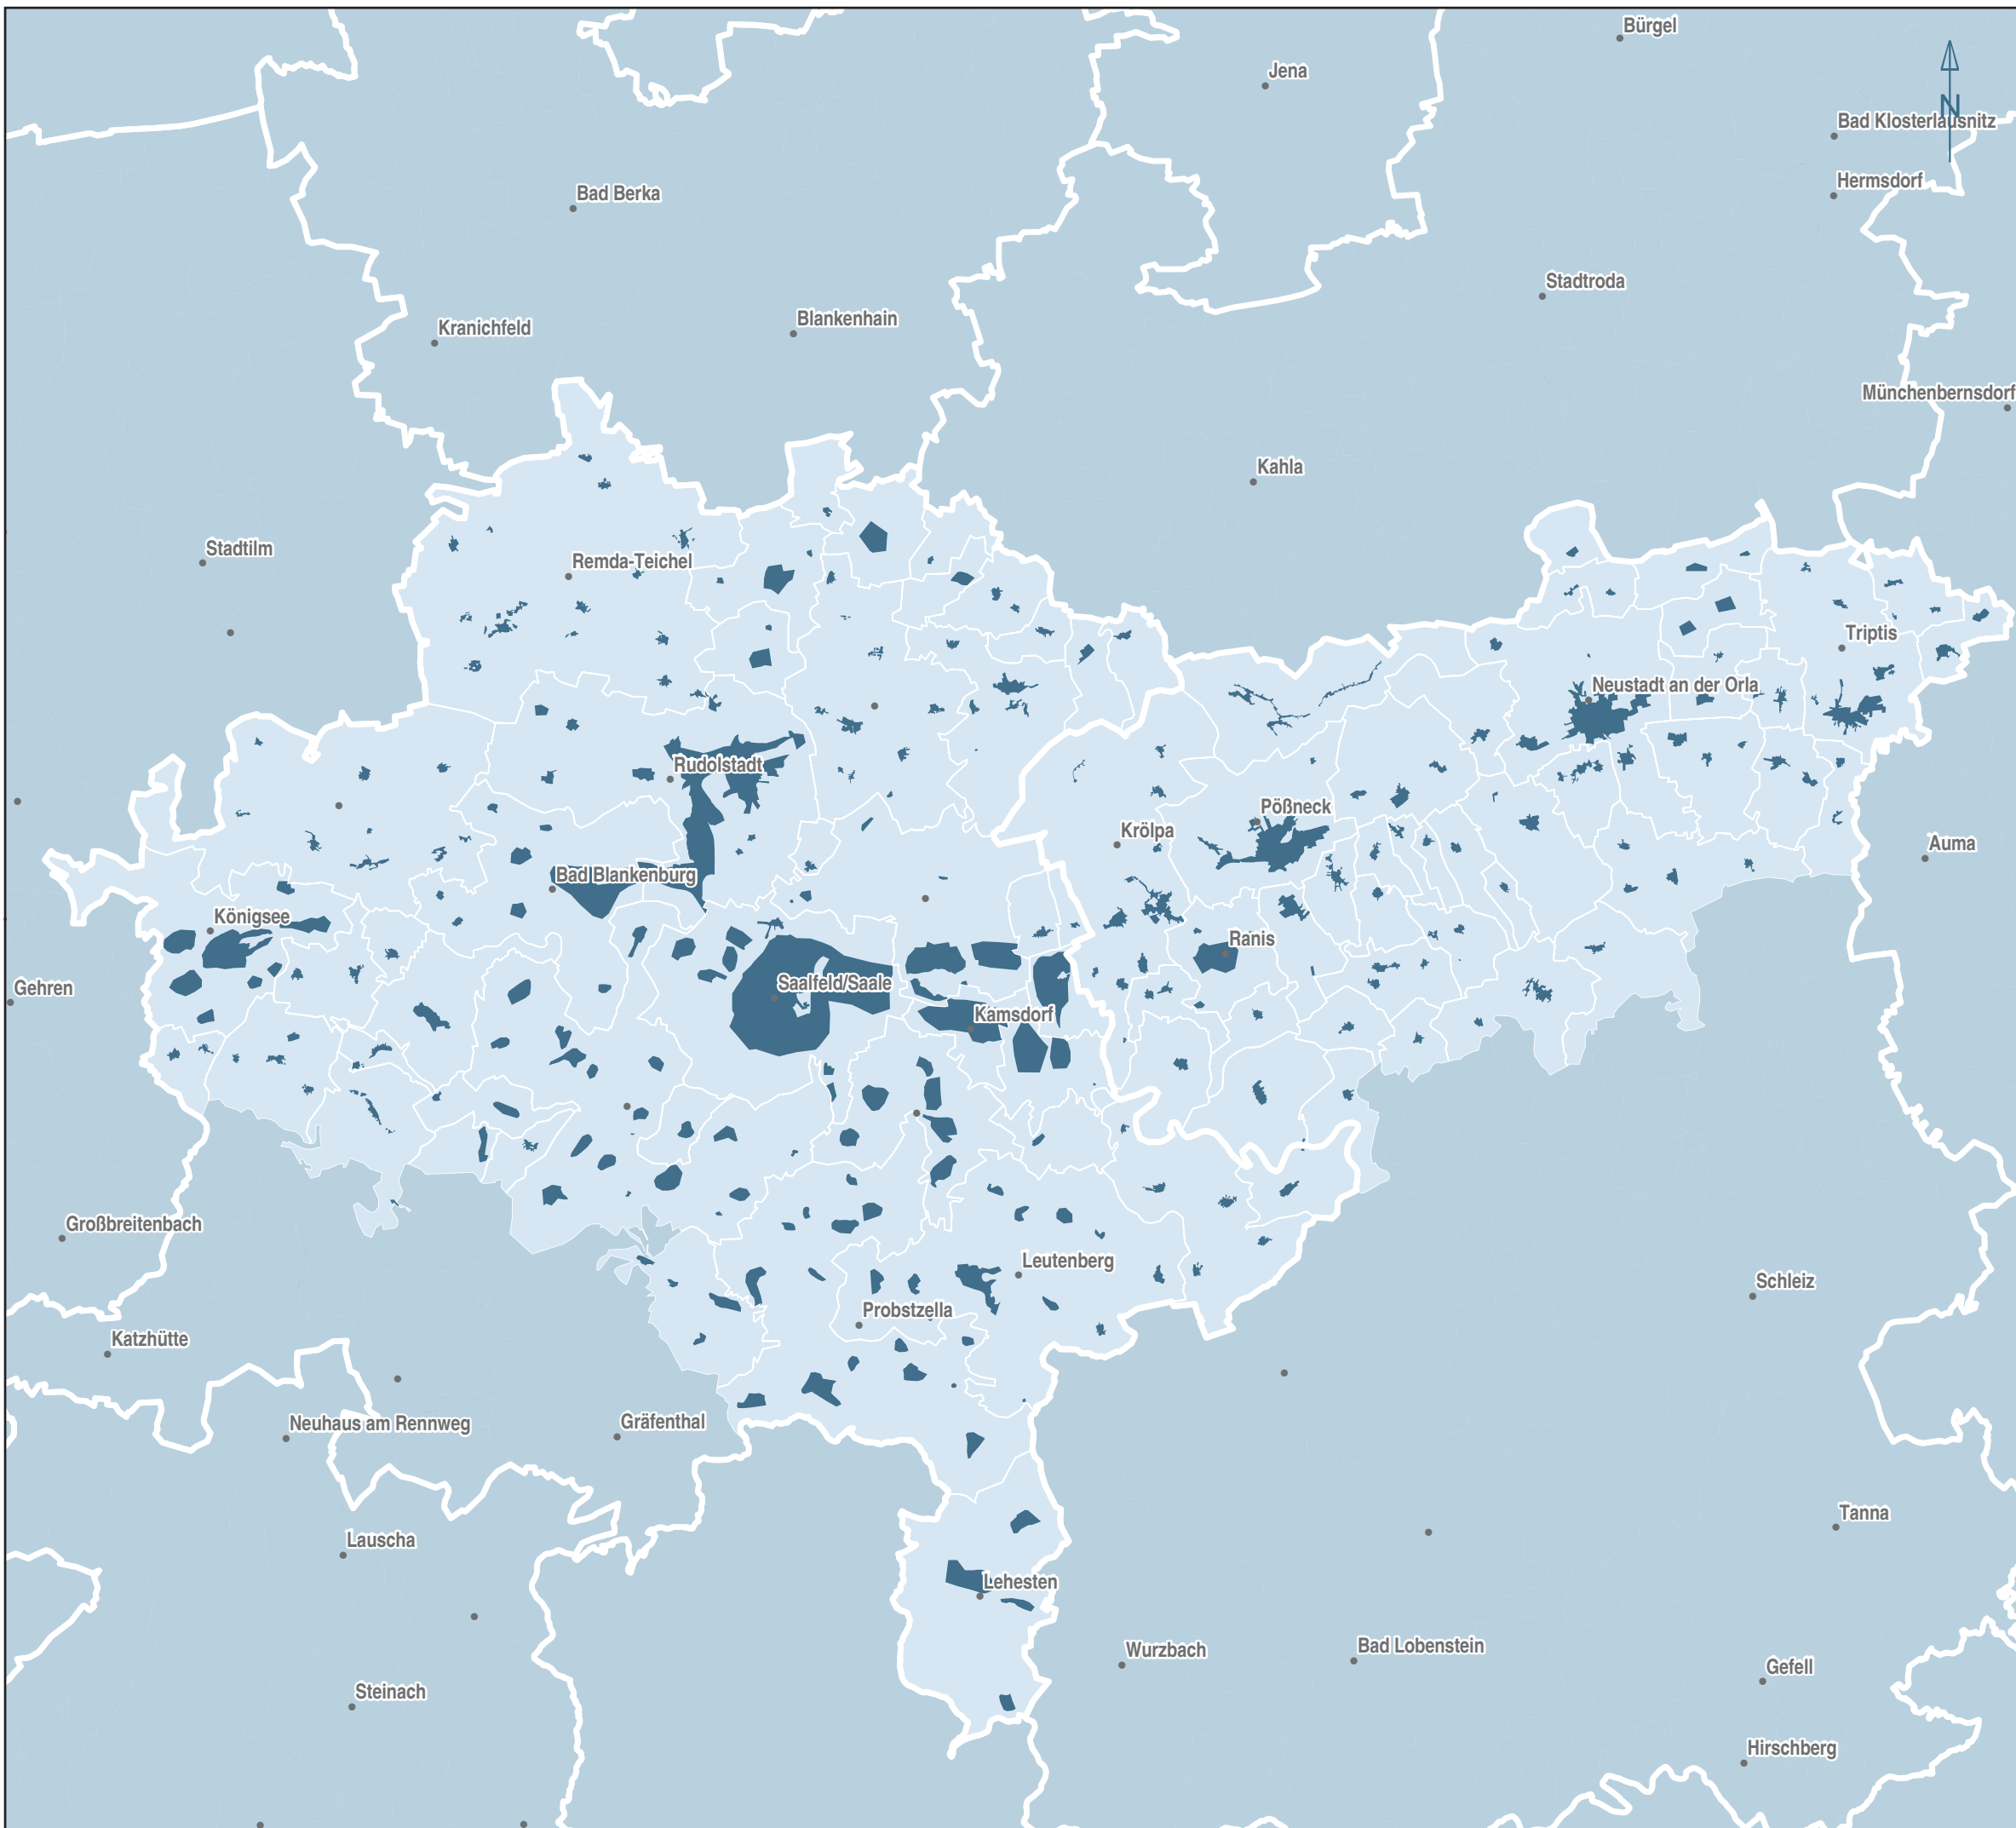 Bürgel
Jena
N
Bad Klosterlausnitz
Hermsdorf
Bad Berka
Stadtroda
Blankenhain
Kranichfeld
Münchenbernsdorf
Kahla
Stadtilm
Remda-Teichel
Triptis
Neustadt an der Orla
Rudolstadt
Pößneck
Krölpa
Auma
Bad Blankenburg
Königsee
Ranis
Saalfeld/Saale
Gehren
Kamsdorf
Großbreitenbach
Leutenberg
Schleiz
Probstzella
Katzhütte
Gräfenthal
Neuhaus am Rennweg
Tanna
Lauscha
Lehesten
Bad Lobenstein
Wurzbach
Gefell
Steinach
Hirschberg